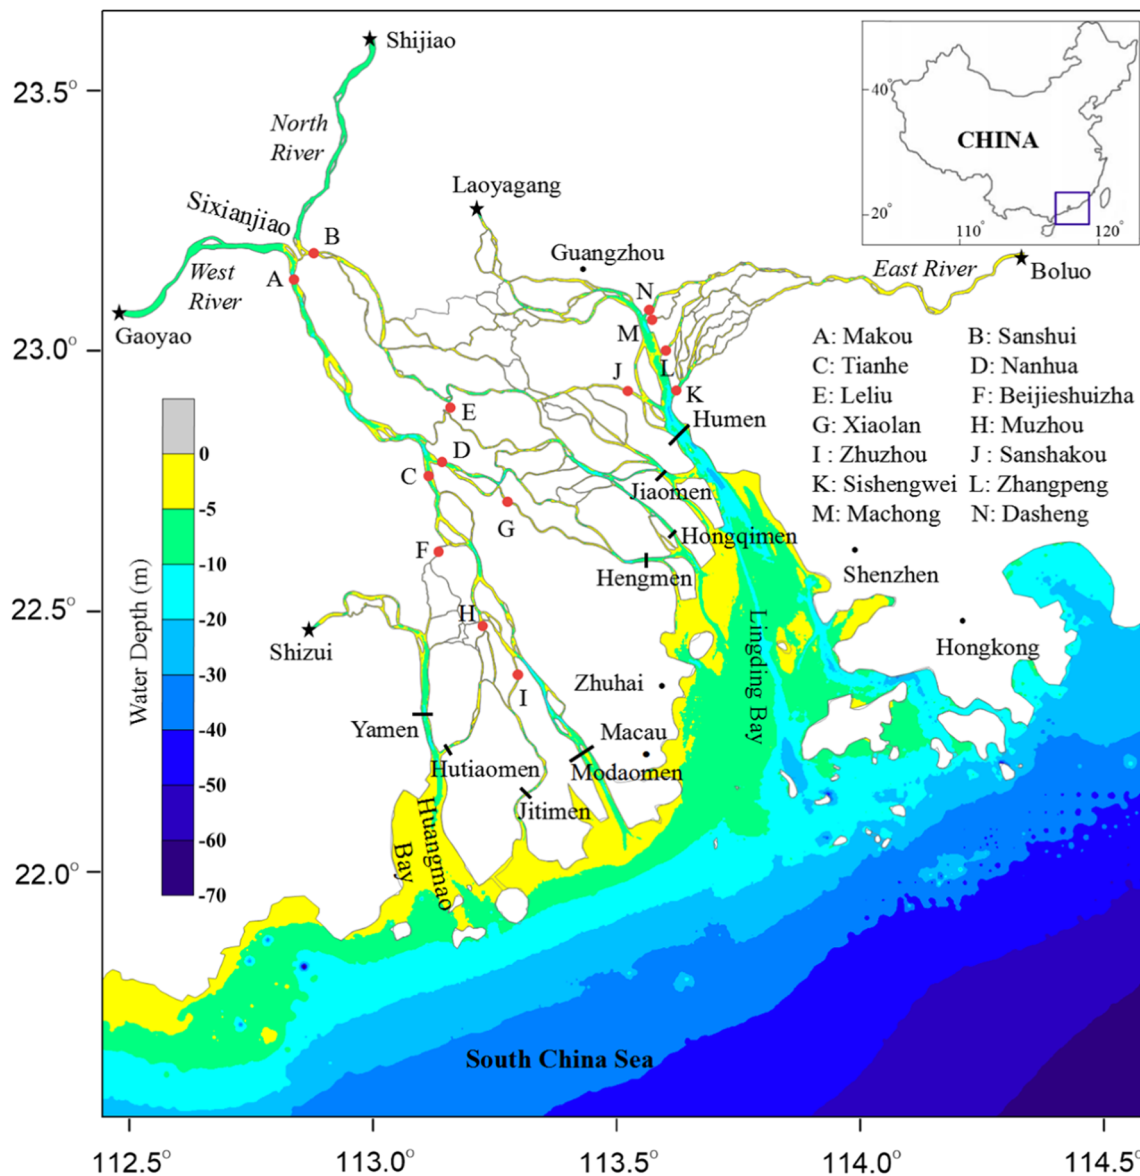 Shijiao
23.5°
North
River
CHINA
40°
20°
110°
120°
Laoyagang
Sixianjiao
B
Guangzhou
East River
Boluo
West
River
A
Gaoyao
N
M
23.0°
L
J
K
A: Makou
B: Sanshui
C: Tianhe
D: Nanhua
E: Leliu
F: Beijieshuizha
G: Xiaolan
H: Muzhou
I: Zhuzhou
J: Sanshakou
K: Sishengwei
L: Zhangpeng
M: Machong
N: Dasheng
E
Humen
D
C
Jiaomen
G
Hongqimen
F
Hengmen
Shenzhen
22.5°
H
Shizui
Hongkong
Lingding Bay
I
Zhuhai
Yamen
Macau
Hutiaomen
Modaomen
Jitimen
Huangmao
Bay
22.0°
Water Depth (m)
0
-5
-10
-20
-30
-40
-50
-60
-70
South China Sea
112.5°
113.0°
113.5°
114.0°
114.5°